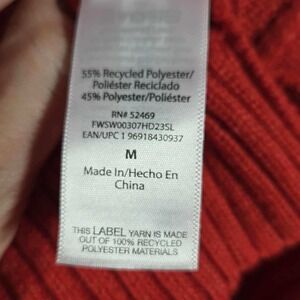 55% Recycled Polyester/
Poliéster Reciclado
45% Polyester/Poliéster
RN# 52469
FWSW00307HD23SL
EAN/UPC 1 96918430937
M
Made In/Hecho En
China
THIS LABEL YARN IS MADE
OUT OF 100% RECYCLED
POLYESTER MATERIALS